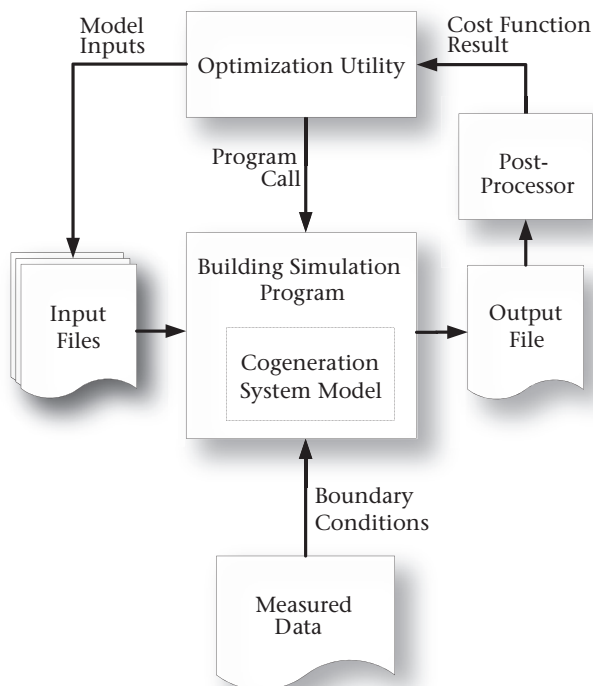 Model
Inputs
Optimization Utility
Cost Function
Result
Program
Call
Post-
Processor
Input
Files
Building Simulation
Program
Cogeneration
System Model
Output
File
Boundary
Conditions
Measured
Data